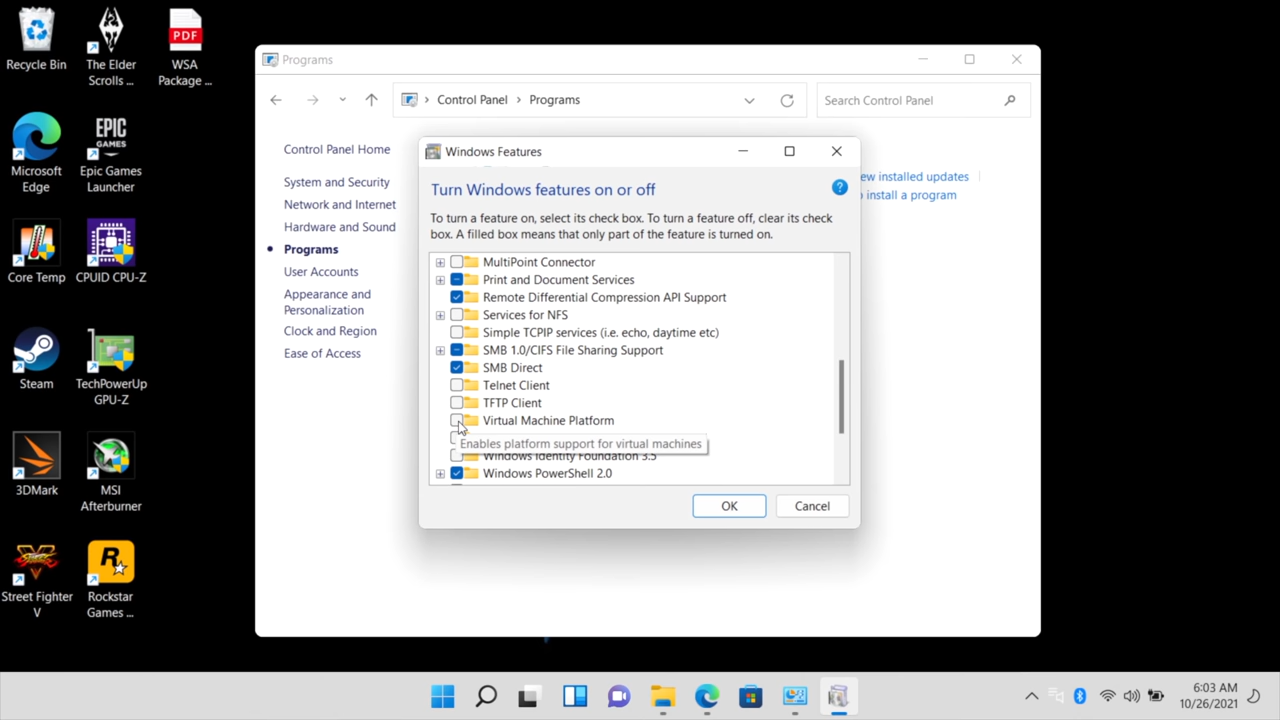 Recycle Bin
The Elder Scrolls ...
PDF
WSA Package ...
Microsoft Edge
EPIC GAMES
Epic Games Launcher
Core Temp
CPUID CPU-Z
Steam
TechPowerUp GPU-Z
3DMark
MSI Afterburner
Street Fighter V
R
Rockstar Games ...
Programs
Control Panel > Programs
Search Control Panel
Control Panel Home
System and Security
Network and Internet
Hardware and Sound
Programs
User Accounts
Appearance and
Personalization
Clock and Region
Ease of Access
ew installed updates
install a program
Windows Features
Turn Windows features on or off
?
To turn a feature on, select its check box. To turn a feature off, clear its check
box. A filled box means that only part of the feature is turned on.
MultiPoint Connector
Print and Document Services
Remote Differential Compression API Support
Services for NFS
Simple TCPIP services (i.e. echo, daytime etc)
SMB 1.0/CIFS File Sharing Support
SMB Direct
Telnet Client
TFTP Client
Virtual Machine Platform
Enables platform support for virtual machines
Windows Identity Foundation 3.5
Windows PowerShell 2.0
OK
Cancel
6:03 AM
10/26/2021